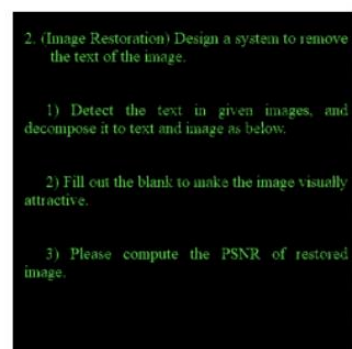 2. (Image Restoration) Design a system to remove
the text of the image.
1) Detect the text in given images, and
decompose it to text and image as below.
2) Fill out the blank to make the image visually
attractive.
3) Please compute the PSNR of restored
image.